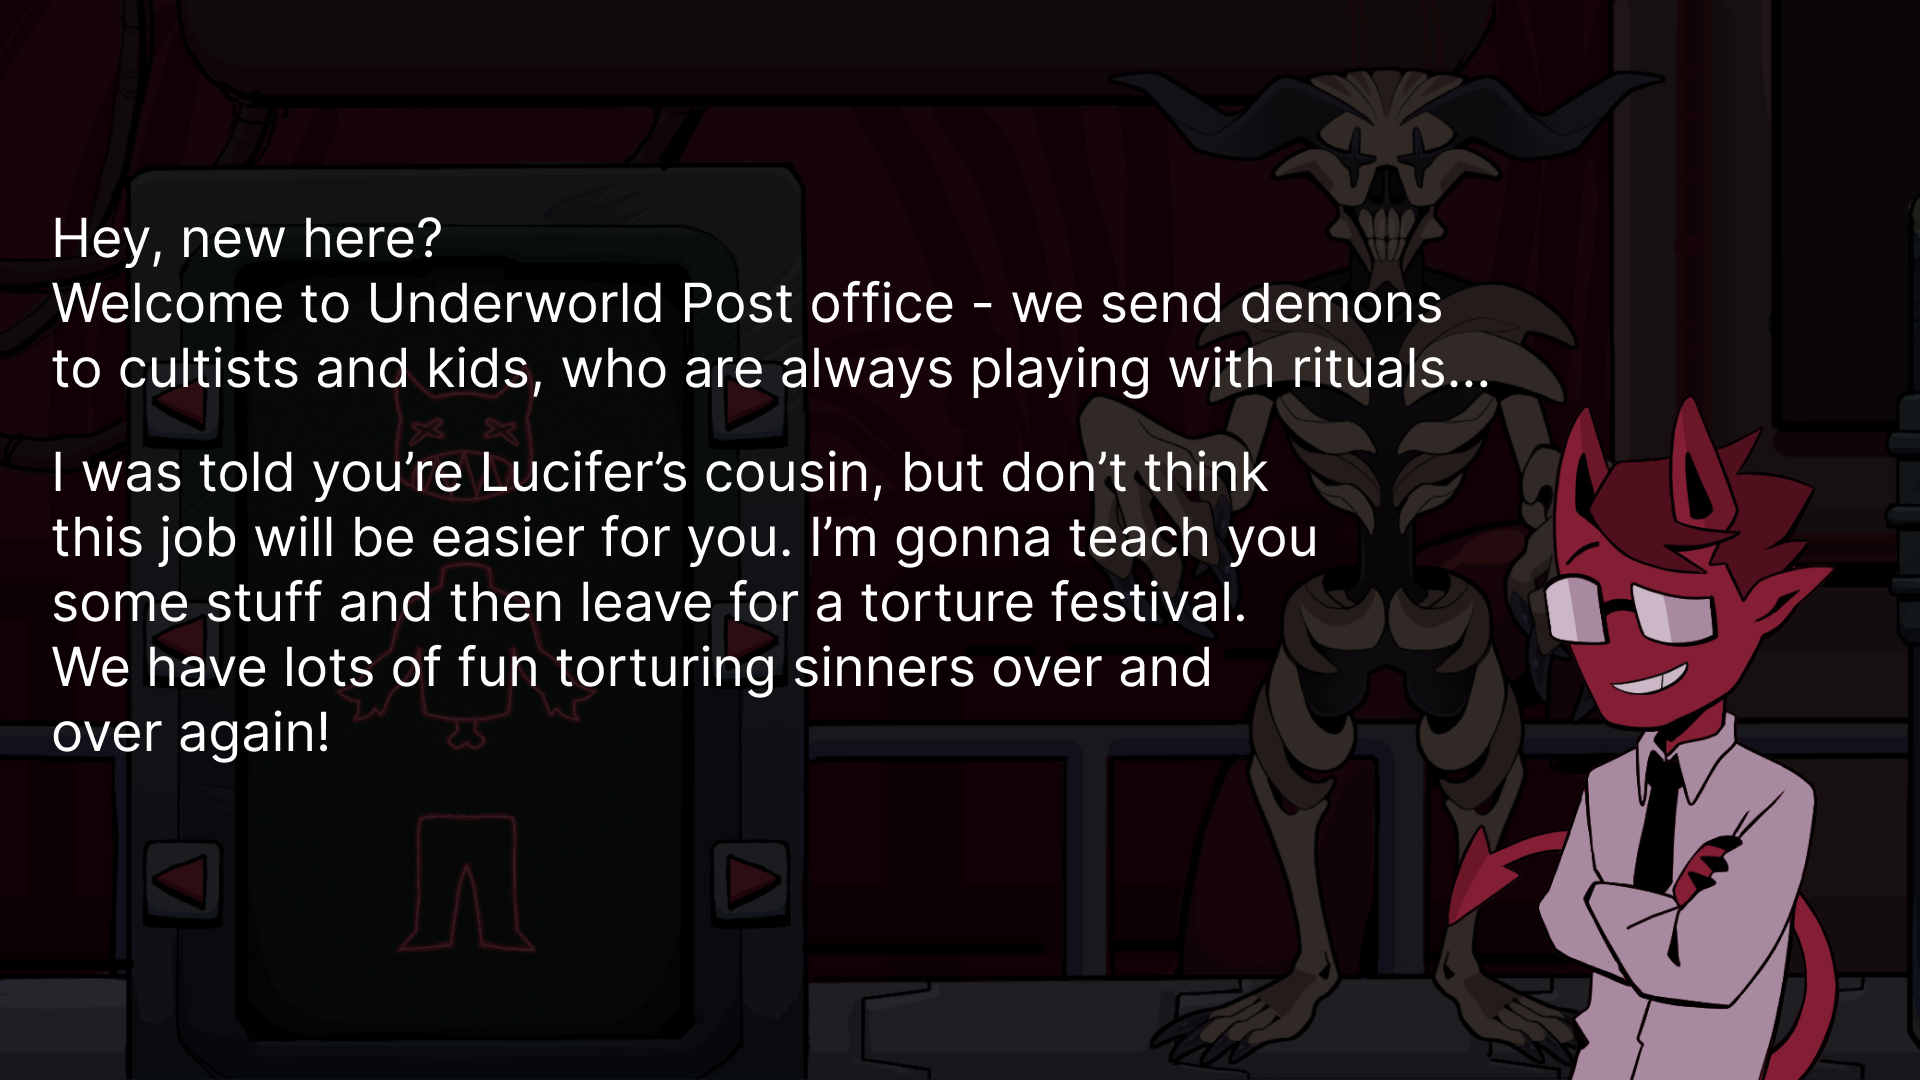 Hey, new here?
Welcome to Underworld Post office - we send demons
to cultists and kids, who are always playing with rituals...
I was told you’re Lucifer’s cousin, but don’t think
this job will be easier for you. I’m gonna teach you
some stuff and then leave for a torture festival.
We have lots of fun torturing sinners over and
over again!